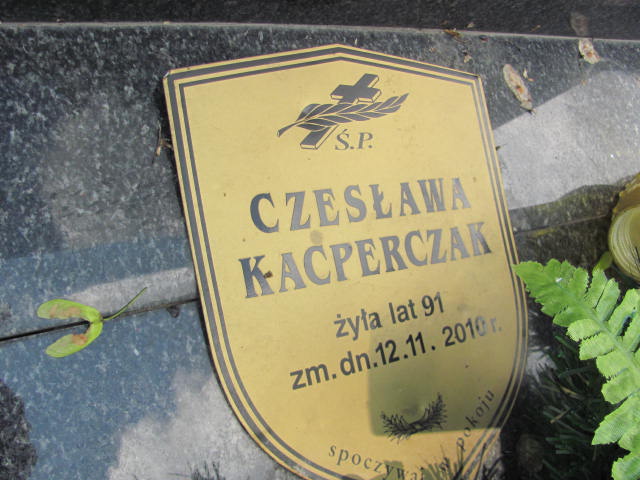 Ś.P.
CZESŁAWA
KACPERCZAK
żyła lat 91
zm. dn. 12.11. 2010 r.
spoczywaj w pokoju